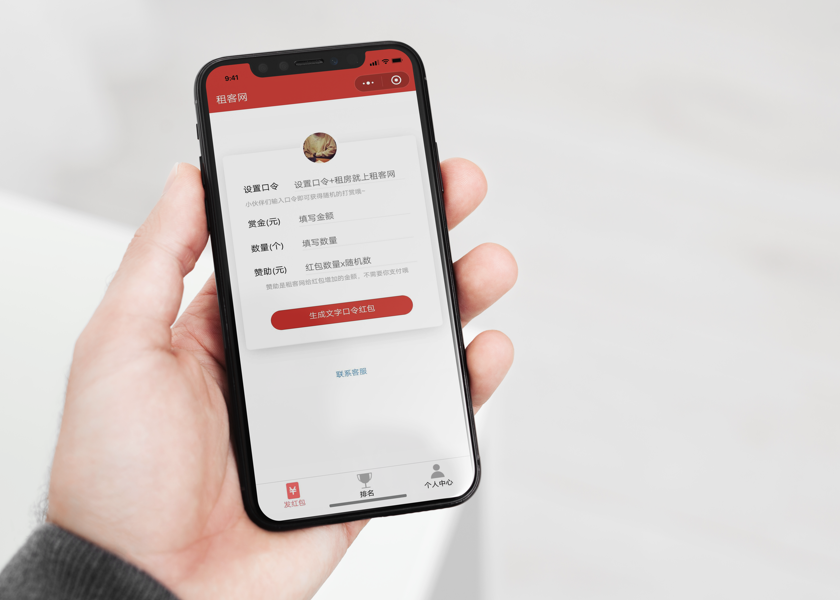 9:41
租客网
设置口令 设置口令+租房就上租客网
小伙伴们输入口令即可获得随机的打赏哦~
赏金(元) 填写金额
数量(个) 填写数量
赞助(元) 红包数量x随机数
赞助是租客网给红包增加的金额，不需要你支付哦
生成文字口令红包
联系客服
发红包 排名 个人中心